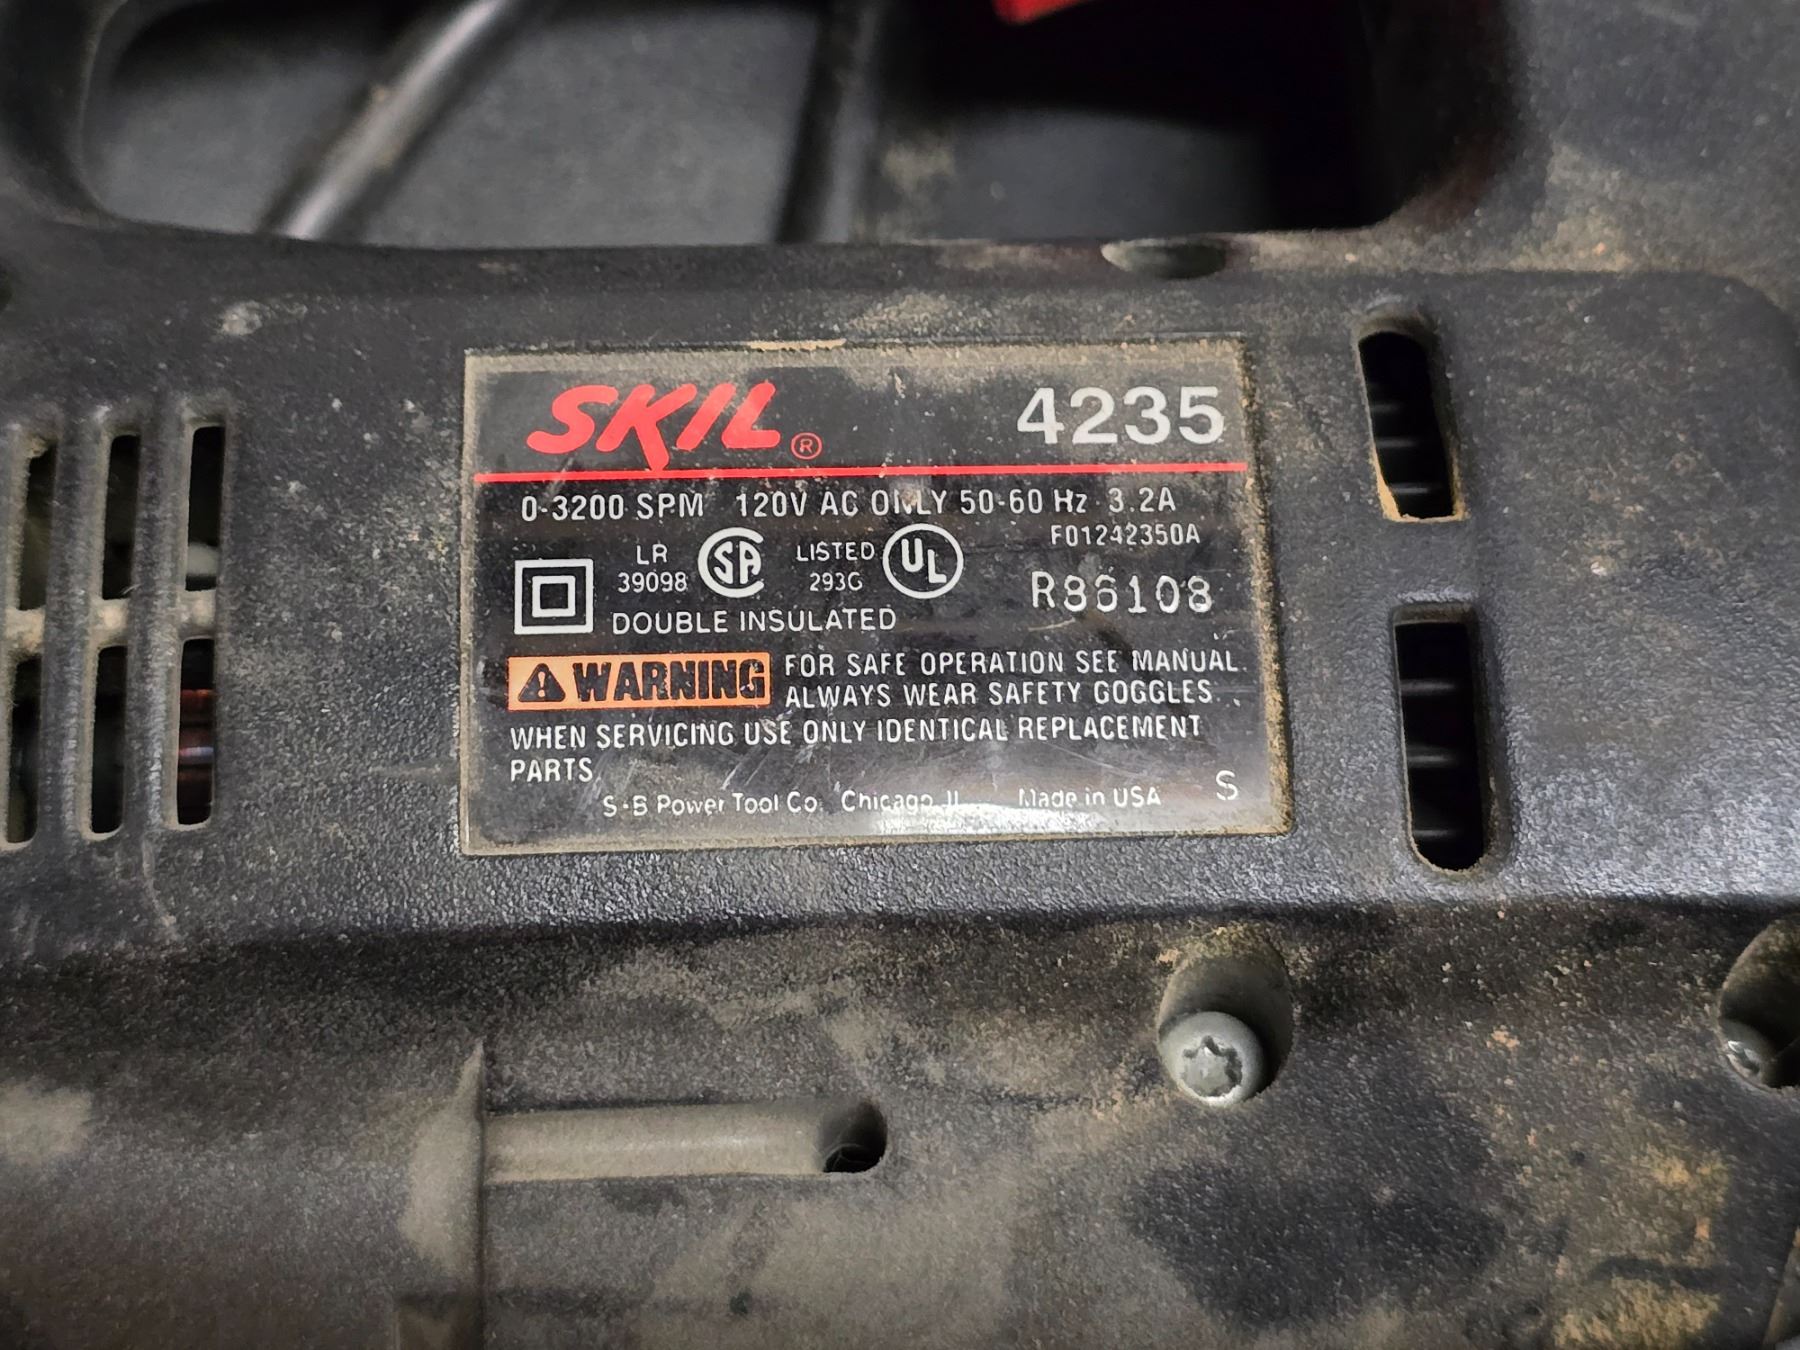 SKIL® 4235
0-3200 SPM 120V AC ONLY 50-60 Hz 3.2A
F01242350A
LR
39098
SA
LISTED
293G
UL
R86108
DOUBLE INSULATED
WARNING FOR SAFE OPERATION SEE MANUAL.
ALWAYS WEAR SAFETY GOGGLES.
WHEN SERVICING USE ONLY IDENTICAL REPLACEMENT
PARTS.
S-B Power Tool Co. Chicago, IL Made in USA S